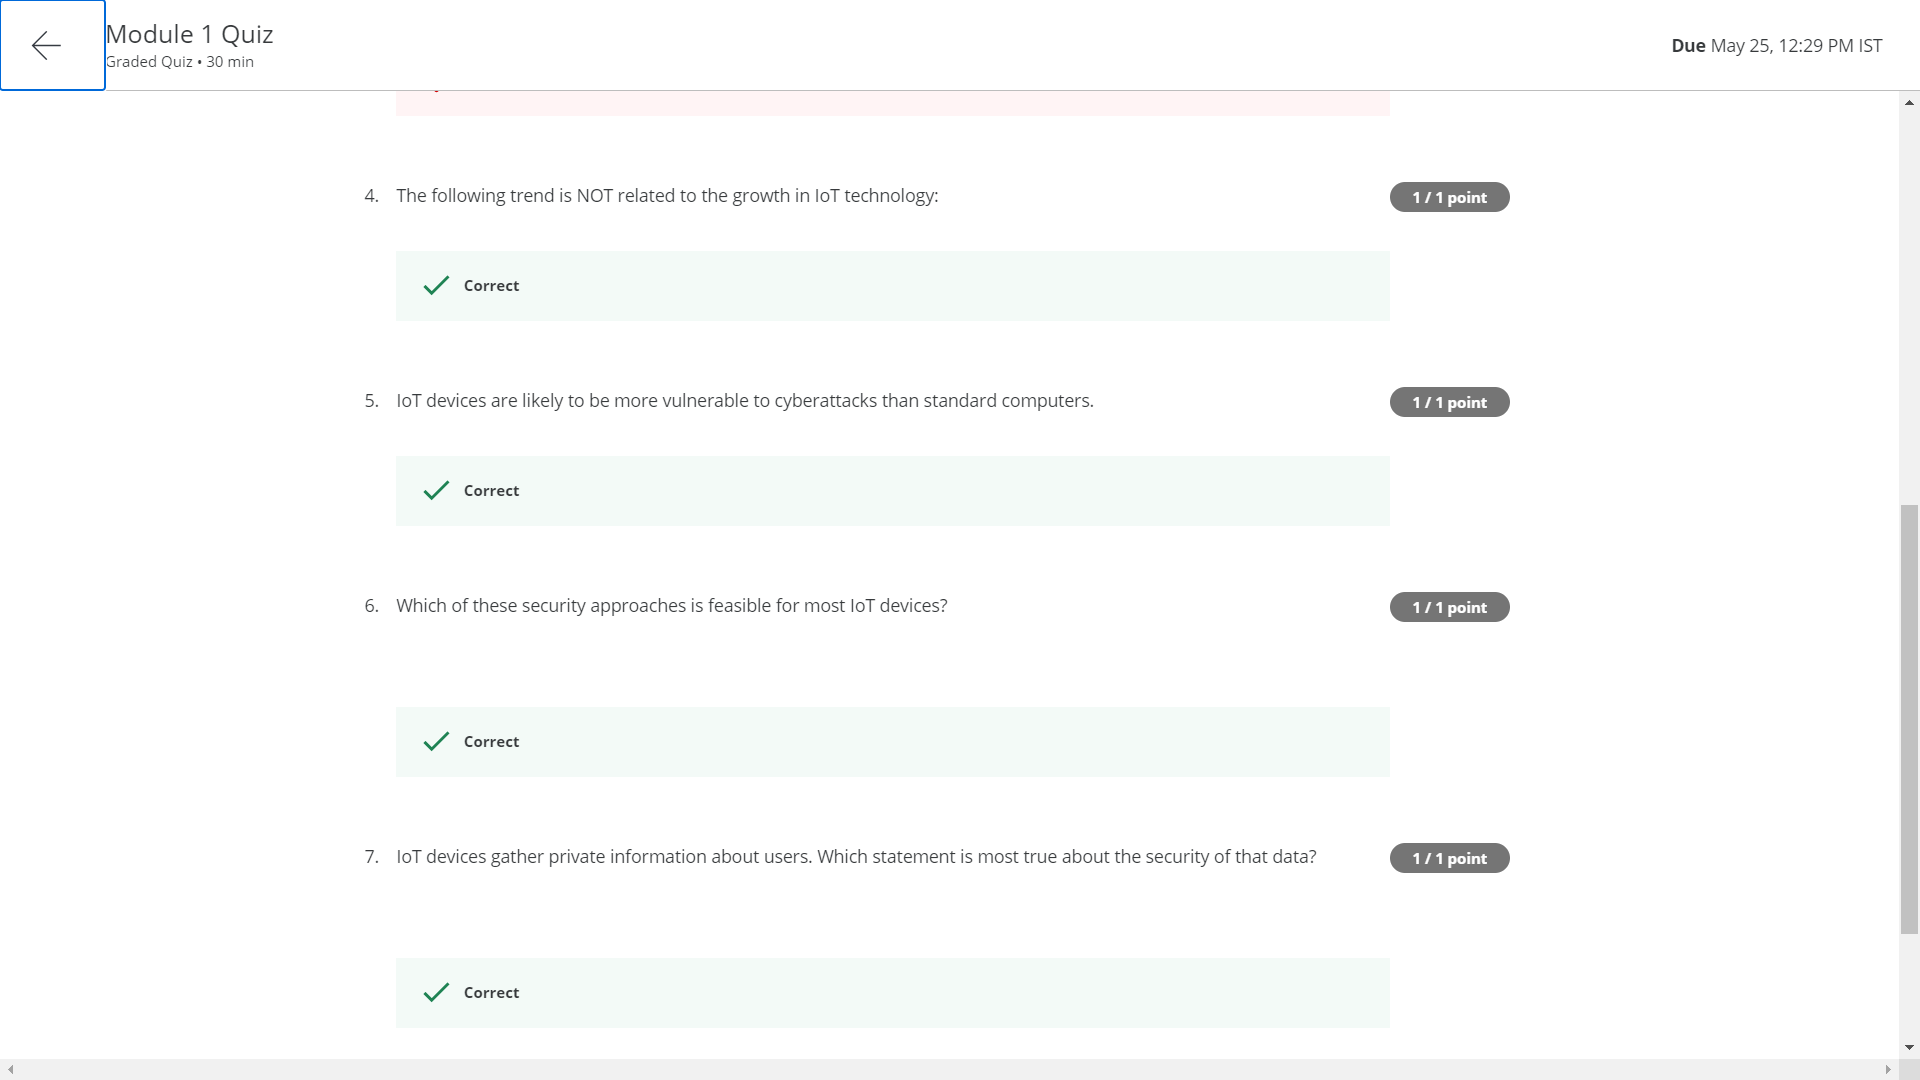 Module 1 Quiz
Graded Quiz • 30 min
Due May 25, 12:29 PM IST
4. The following trend is NOT related to the growth in IoT technology:
1 / 1 point
Correct
5. IoT devices are likely to be more vulnerable to cyberattacks than standard computers.
1 / 1 point
Correct
6. Which of these security approaches is feasible for most IoT devices?
1 / 1 point
Correct
7. IoT devices gather private information about users. Which statement is most true about the security of that data?
1 / 1 point
Correct